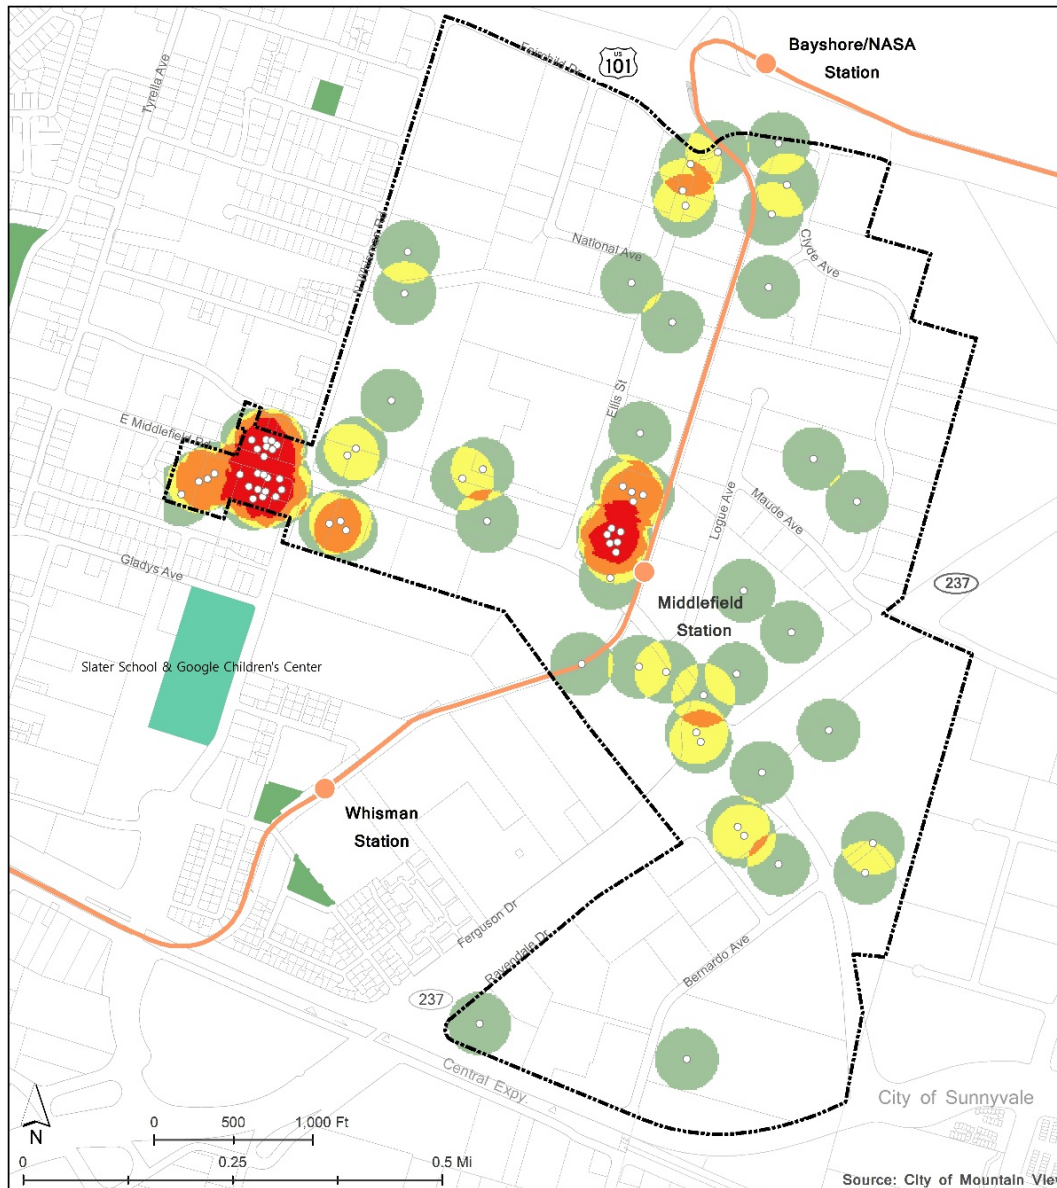 Bayshore/NASA
Station
US
101
Fairchild Dr
Tyrella Ave
National Ave
Clyde Ave
Ellis St
E Middlefield Rd
Logue Ave
Maude Ave
Gladys Ave
237
Middlefield
Station
Slater School & Google Children's Center
Whisman
Station
Ferguson Dr
Ravendale Dr
Bernardo Ave
237
Central Expy.
City of Sunnyvale
N
0 500 1,000 Ft
0 0.25 0.5 Mi
Source: City of Mountain View